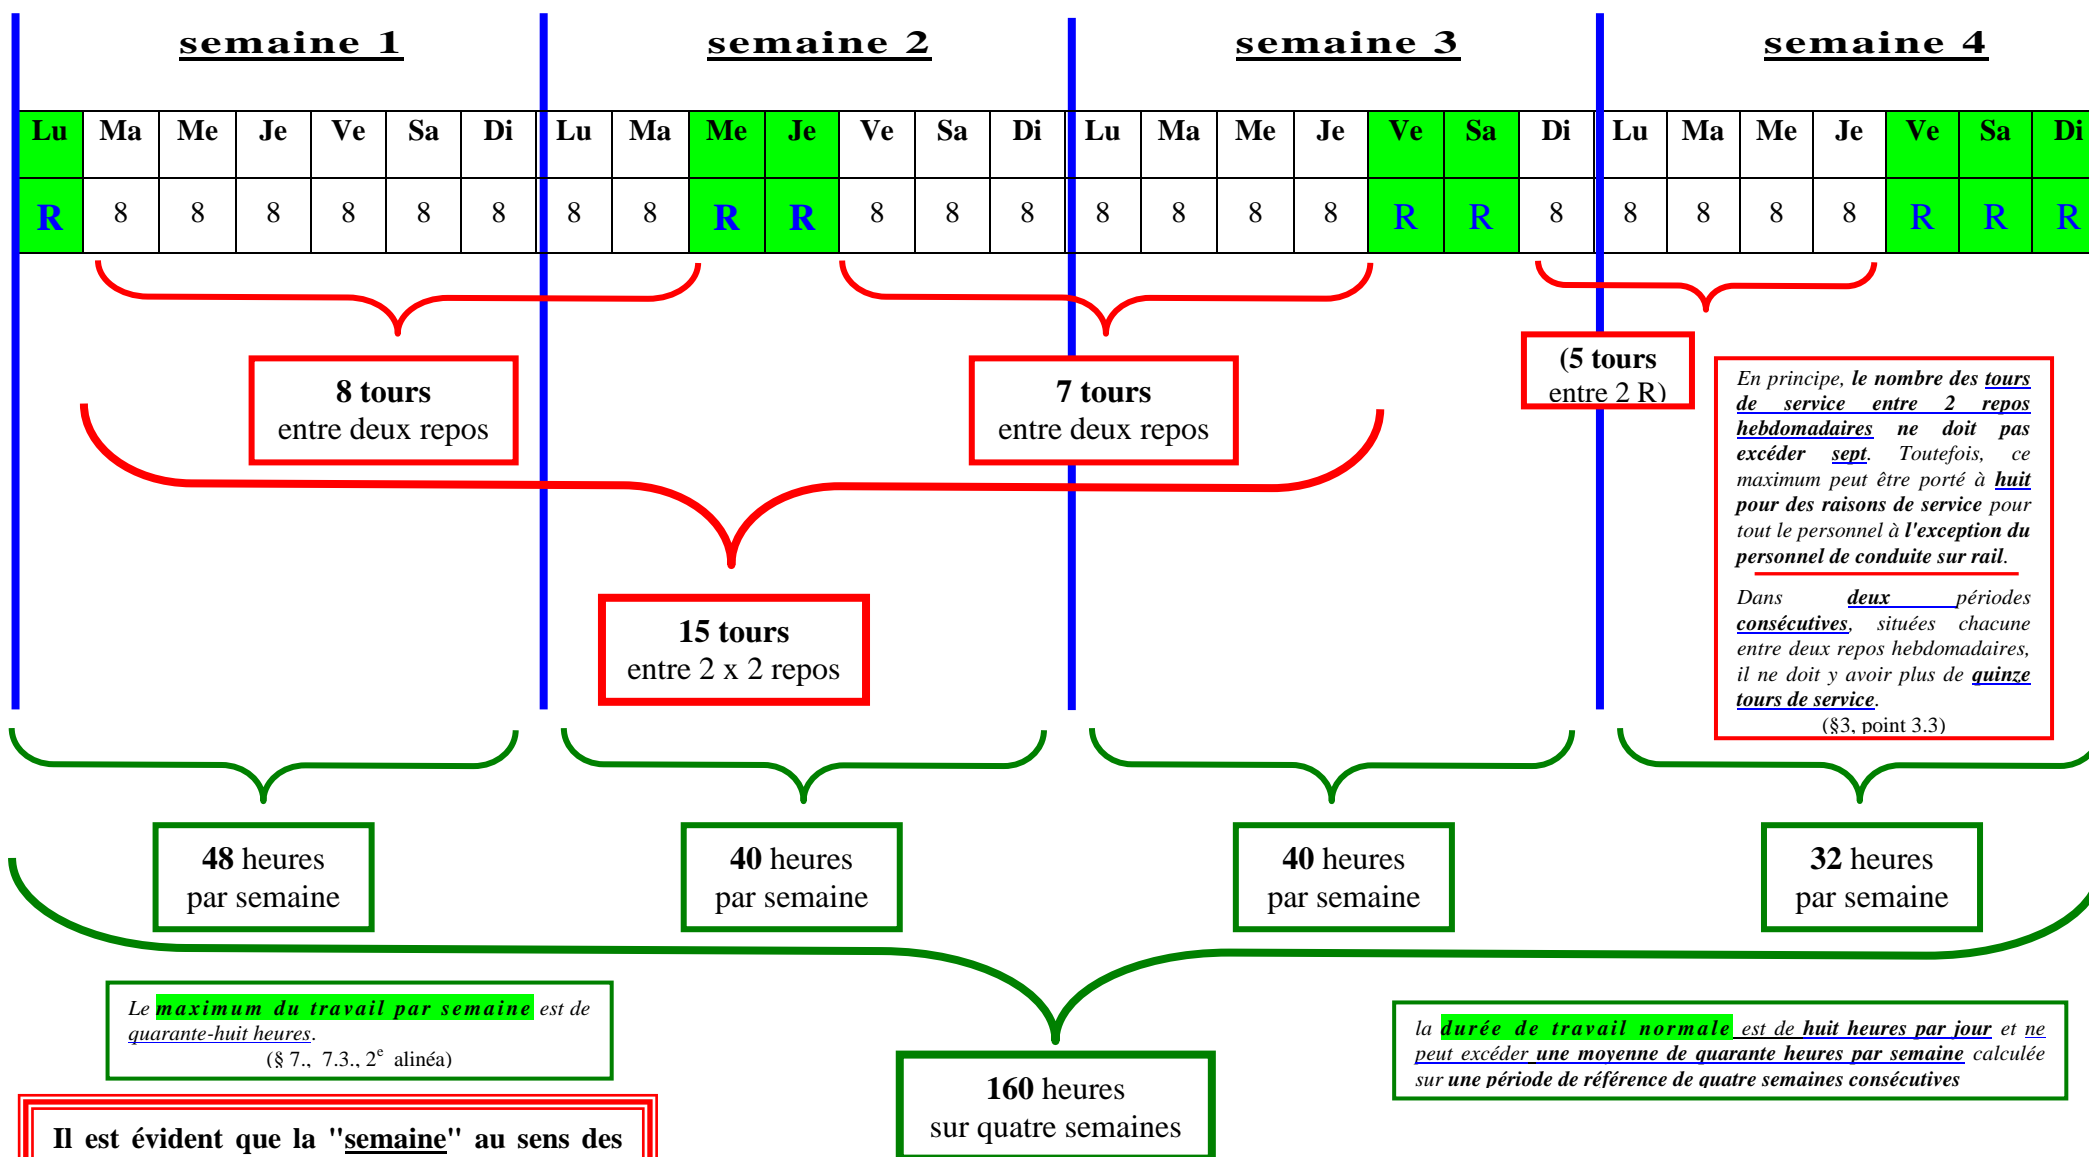 semaine 1 semaine 2 semaine 3 semaine 4
Lu Ma Me Je Ve Sa Di Lu Ma Me Je Ve Sa Di Lu Ma Me Je Ve Sa Di Lu Ma Me Je Ve Sa Di
R 8 8 8 8 8 8 8 8 R R 8 8 8 8 8 8 8 R R 8 8 8 8 8 R R R
8 tours
entre deux repos
7 tours
entre deux repos
(5 tours
entre 2 R)
En principe, le nombre des tours
de service entre 2 repos
hebdomadaires ne doit pas
excéder sept. Toutefois, ce
maximum peut être porté à huit
pour des raisons de service pour
tout le personnel à l'exception du
personnel de conduite sur rail.
Dans deux périodes
consécutives, situées chacune
entre deux repos hebdomadaires,
il ne doit y avoir plus de quinze
tours de service.
(§3, point 3.3)
15 tours
entre 2 x 2 repos
48 heures
par semaine
40 heures
par semaine
40 heures
par semaine
32 heures
par semaine
Le maximum du travail par semaine est de
quarante-huit heures.
(§ 7., 7.3., 2e alinéa)
la durée de travail normale est de huit heures par jour et ne
peut excéder une moyenne de quarante heures par semaine calculée
sur une période de référence de quatre semaines consécutives
160 heures
sur quatre semaines
Il est évident que la "semaine" au sens des